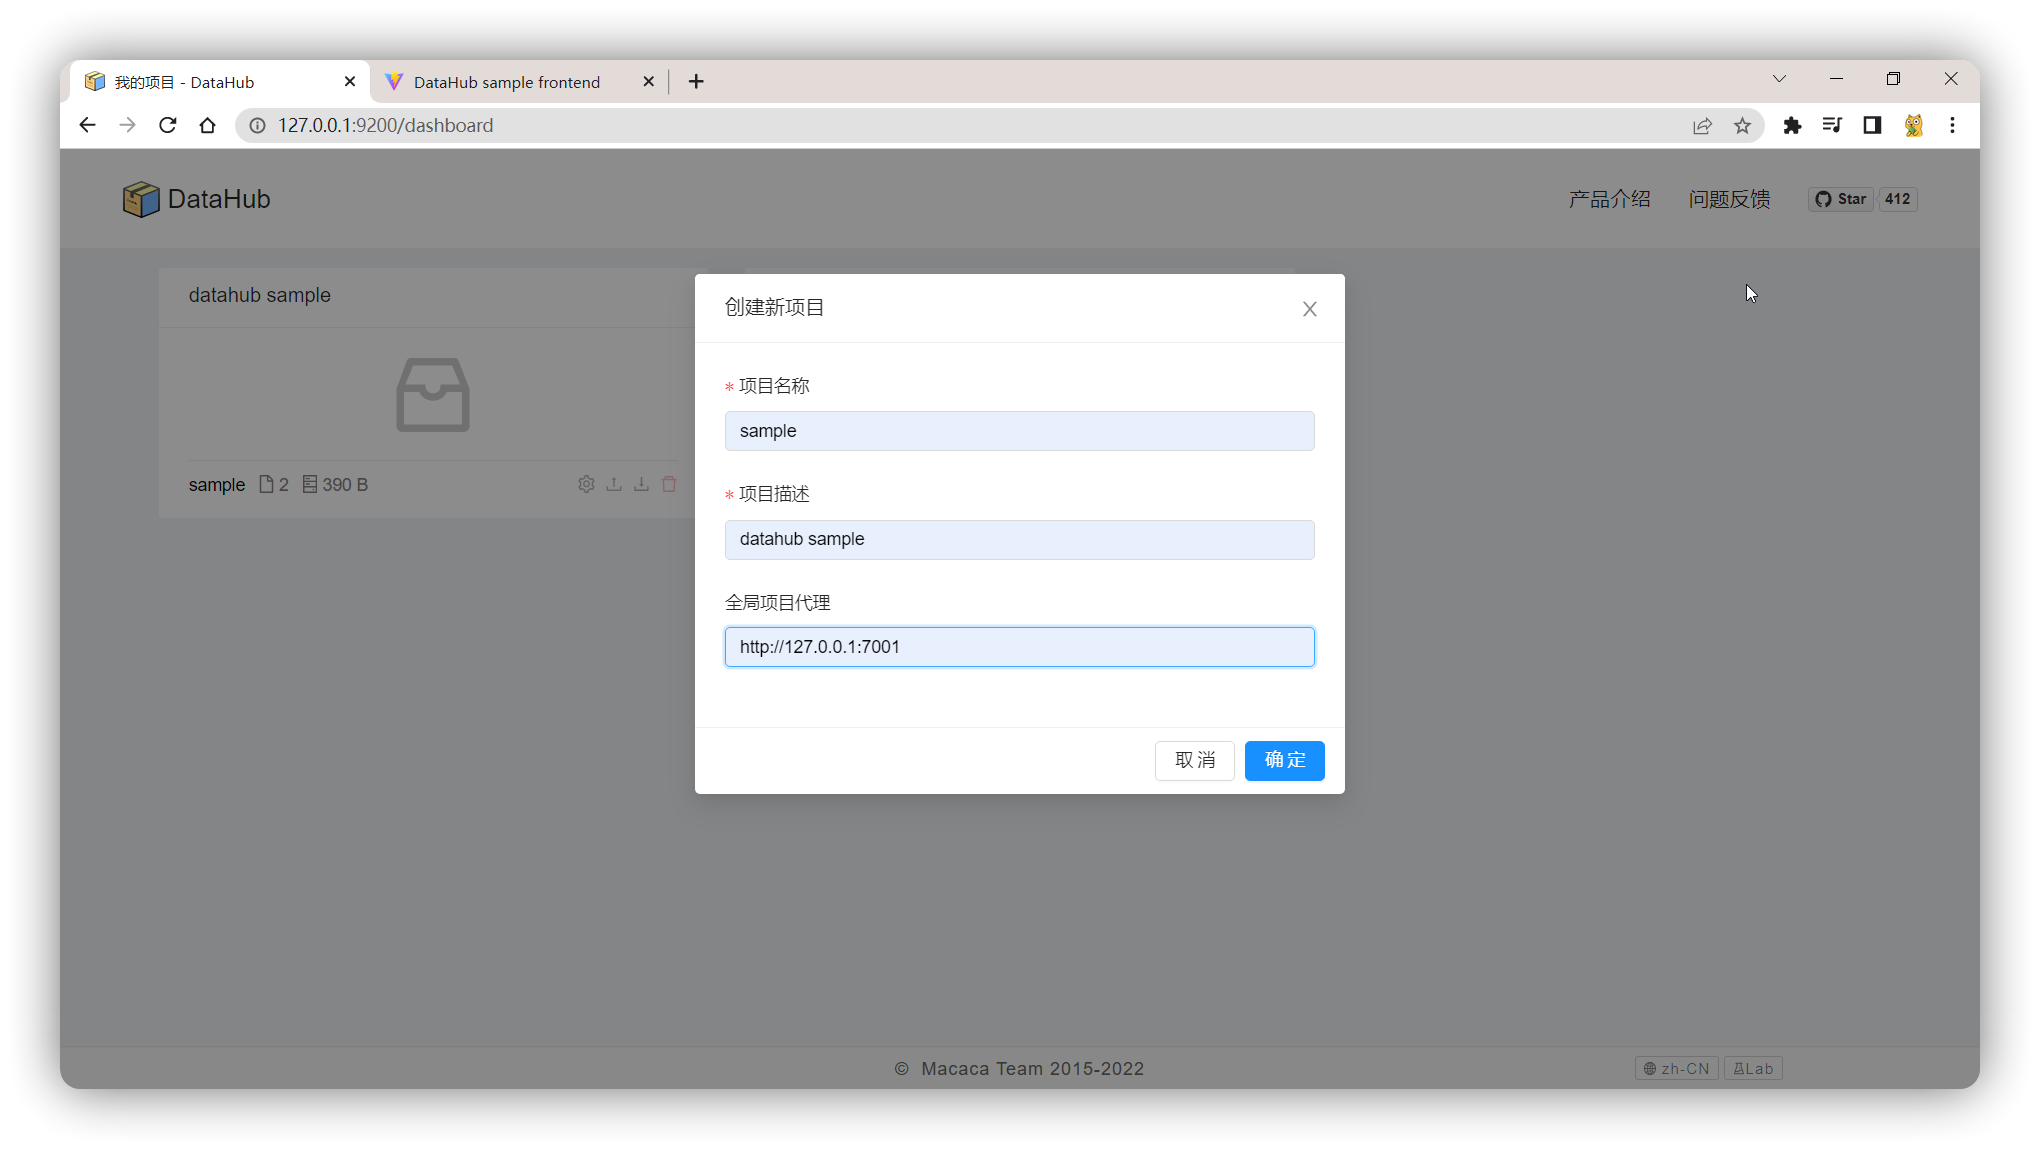 我的项目 - DataHub
DataHub sample frontend
127.0.0.1:9200/dashboard
DataHub
产品介绍
问题反馈
Star
412
datahub sample
sample 2 390 B
创建新项目
* 项目名称
sample
* 项目描述
datahub sample
全局项目代理
http://127.0.0.1:7001
取 消
确 定
© Macaca Team 2015-2022
zh-CN
Lab